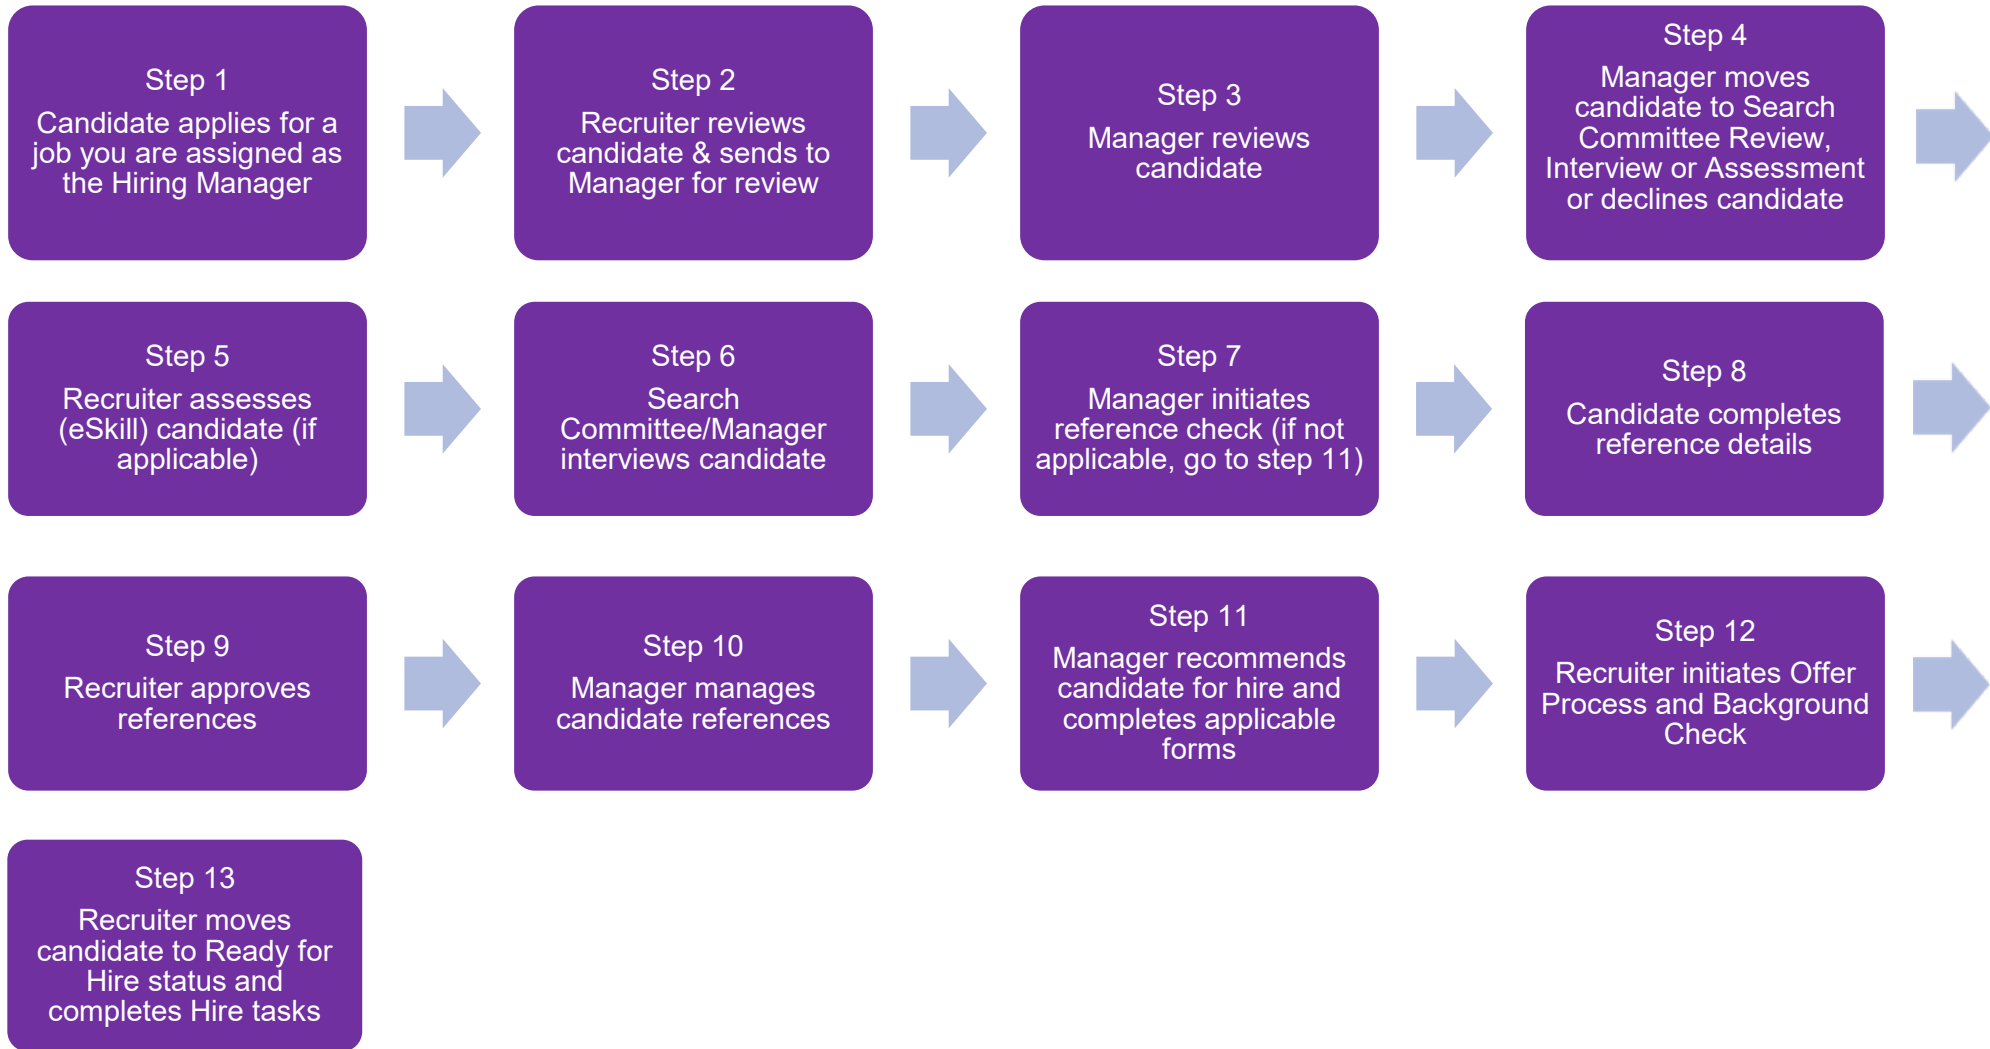 Step 1
Candidate applies for a
job you are assigned as
the Hiring Manager
Step 2
Recruiter reviews
candidate & sends to
Manager for review
Step 3
Manager reviews
candidate
Step 4
Manager moves
candidate to Search
Committee Review,
Interview or Assessment
or declines candidate
Step 5
Recruiter assesses
(eSkill) candidate (if
applicable)
Step 6
Search
Committee/Manager
interviews candidate
Step 7
Manager initiates
reference check (if not
applicable, go to step 11)
Step 8
Candidate completes
reference details
Step 9
Recruiter approves
references
Step 10
Manager manages
candidate references
Step 11
Manager recommends
candidate for hire and
completes applicable
forms
Step 12
Recruiter initiates Offer
Process and Background
Check
Step 13
Recruiter moves
candidate to Ready for
Hire status and
completes Hire tasks